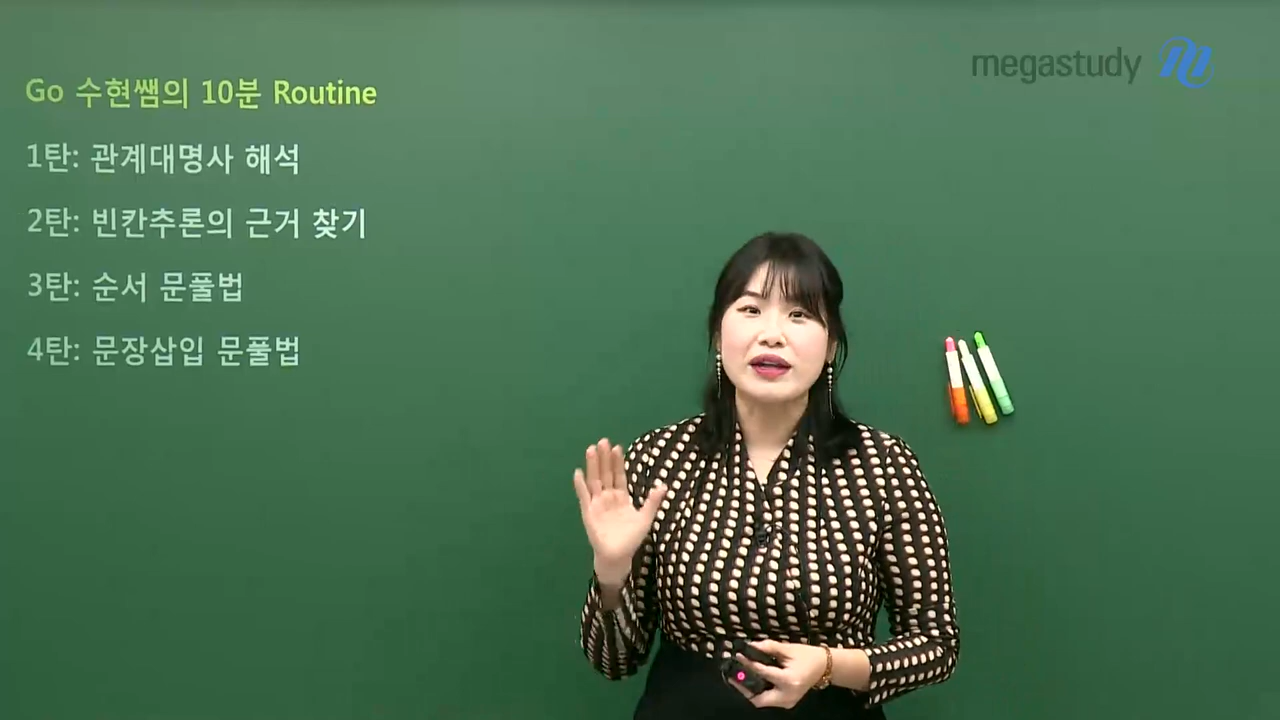 megastudy
Go 수현쌤의 10분 Routine
1탄: 관계대명사 해석
2탄: 빈칸추론의 근거 찾기
3탄: 순서 문풀법
4탄: 문장삽입 문풀법